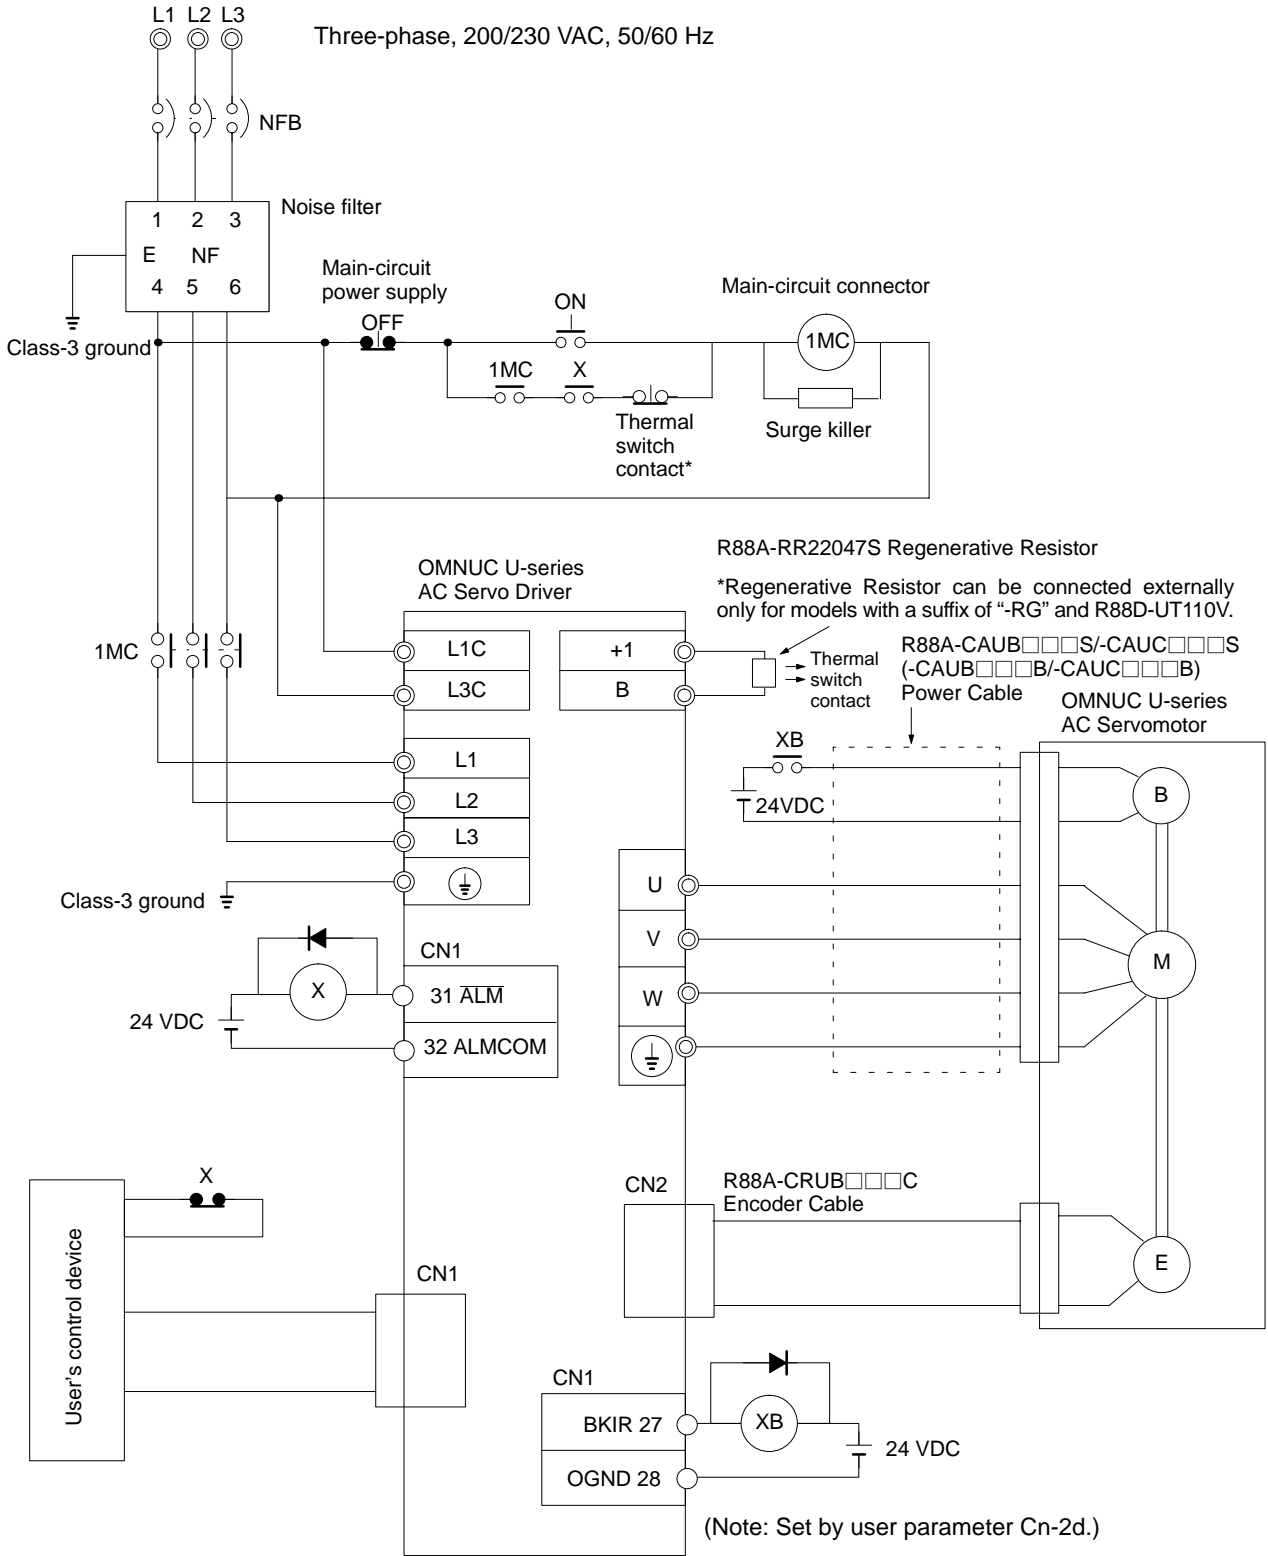 L1 L2 L3
Three-phase, 200/230 VAC, 50/60 Hz
NFB
Noise filter
1 2 3
E NF
4 5 6
Class-3 ground
Main-circuit
power supply
OFF
ON
Main-circuit connector
1MC
1MC X
Thermal
switch
contact*
Surge killer
R88A-RR22047S Regenerative Resistor
*Regenerative Resistor can be connected externally
only for models with a suffix of “-RG” and R88D-UT110V.
OMNUC U-series
AC Servo Driver
1MC
L1C
L3C
+1
B
Thermal
switch
contact
R88A-CAUB□□□S/-CAUC□□□S
(-CAUB□□□B/-CAUC□□□B)
Power Cable
OMNUC U-series
AC Servomotor
XB
24VDC
B
L1
L2
L3
Class-3 ground
U
V
W
M
CN1
X
31 ALM
24 VDC
32 ALMCOM
X
User's control device
CN1
CN2
R88A-CRUB□□□C
Encoder Cable
E
CN1
BKIR 27
XB
24 VDC
OGND 28
(Note: Set by user parameter Cn-2d.)